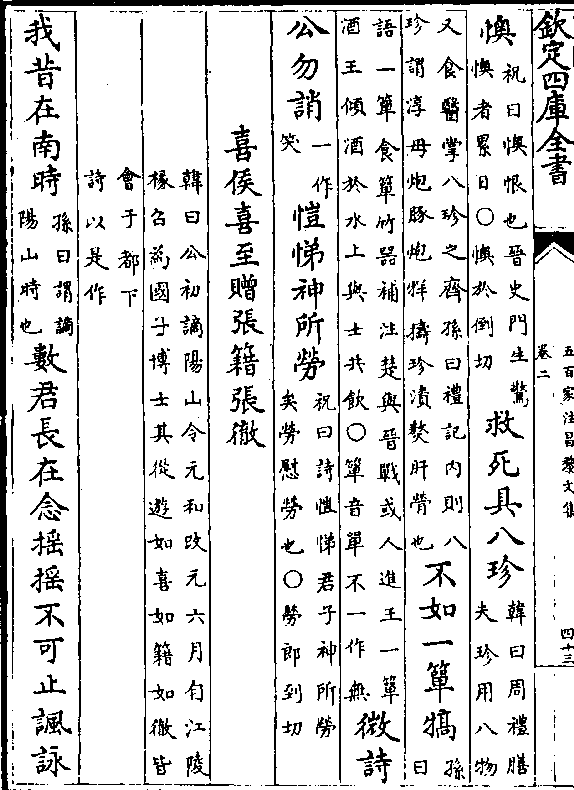 欽定四庫全書
五百家注昌黎文集
卷二
四十三
懊祝曰懊恨也晉史門生驚懊者累日○懊於倒切救死具八珍韓曰周禮膳夫珍用八物
又食醫掌八珍之齊孫曰禮記內則八珍謂淳毋炮豚炮牂擣珍漬熬肝膋也不如一簞犒孫曰
語一簞食簞竹器補注楚與晉戰或人進王一簞酒王傾酒於水上與士共飲○簞音單不一作無微詩
公勿誚一作笑愷悌神所勞祝曰詩愷悌君子神所勞矣勞慰勞也○勞郎到切
喜侯喜至贈張籍張徹
韓曰公初謫陽山令元和改元六月自江陵掾召為國子博士其從遊如喜如籍如徹皆
會于都下詩以是作
我昔在南時孫曰謂謫陽山時也數君長在念搖搖不可止諷詠